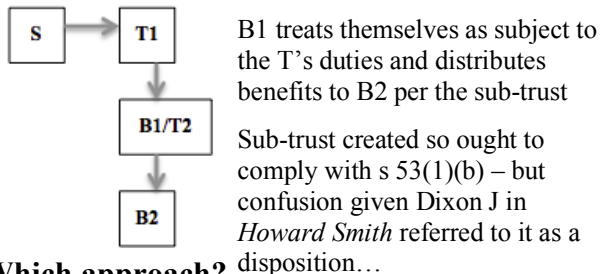 S
T1
B1/T2
B2
B1 treats themselves as subject to
the T’s duties and distributes
benefits to B2 per the sub-trust
Sub-trust created so ought to
comply with s 53(1)(b) – but
confusion given Dixon J in
Howard Smith referred to it as a
disposition…
Which approach?